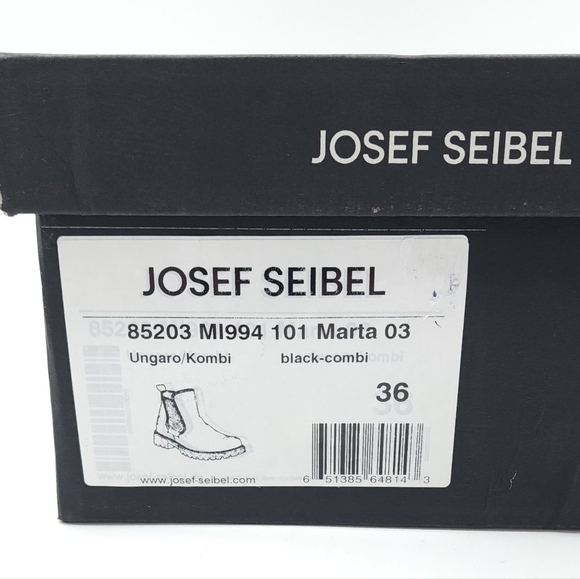 JOSEF SEIBEL
JOSEF SEIBEL
85203 MI994 101 Marta 03
Ungaro/Kombi black-combi
36
www.josef-seibel.com
6 51385 64814 3